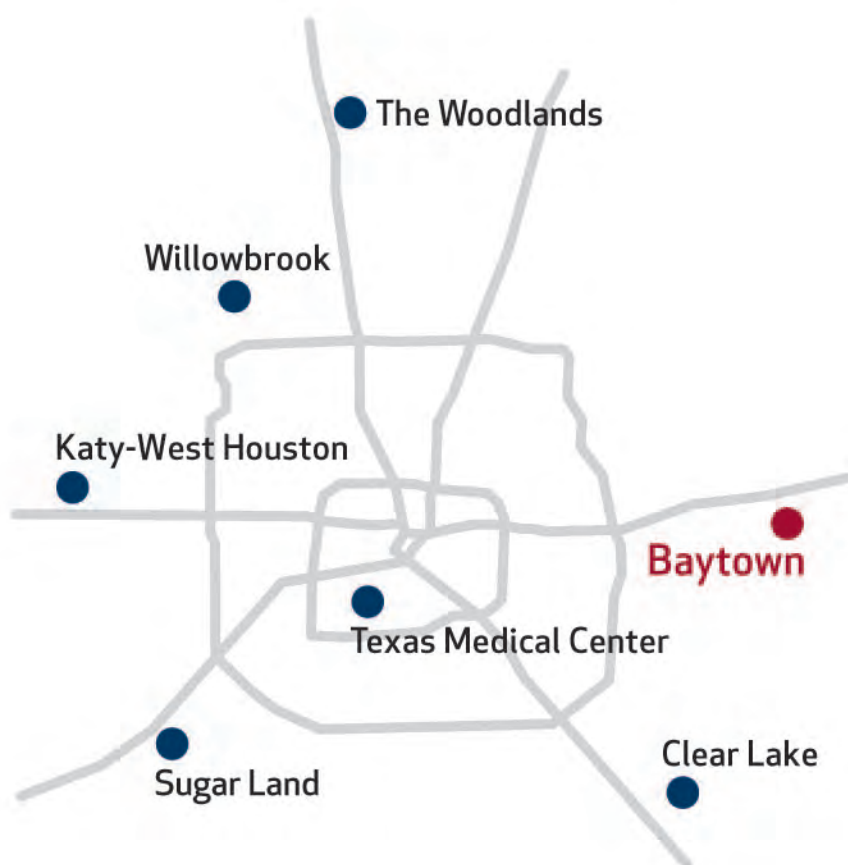 The Woodlands
Willowbrook
Katy-West Houston
Baytown
Texas Medical Center
Clear Lake
Sugar Land